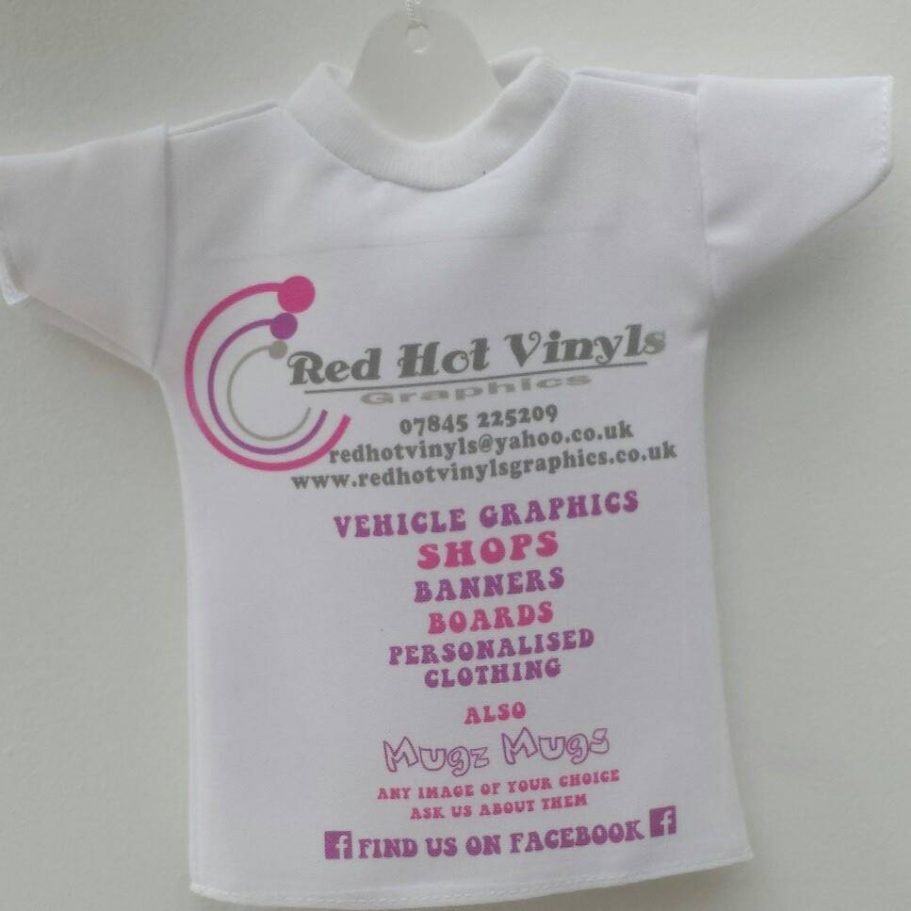 Red Hot Vinyls
Graphics
07845 225209
redhotvinyls@yahoo.co.uk
www.redhotvinylsgraphics.co.uk
VEHICLE GRAPHICS
SHOPS
BANNERS
BOARDS
PERSONALISED
CLOTHING
ALSO
Mugz Mugs
ANY IMAGE OF YOUR CHOICE
ASK US ABOUT THEM
f FIND US ON FACEBOOK f